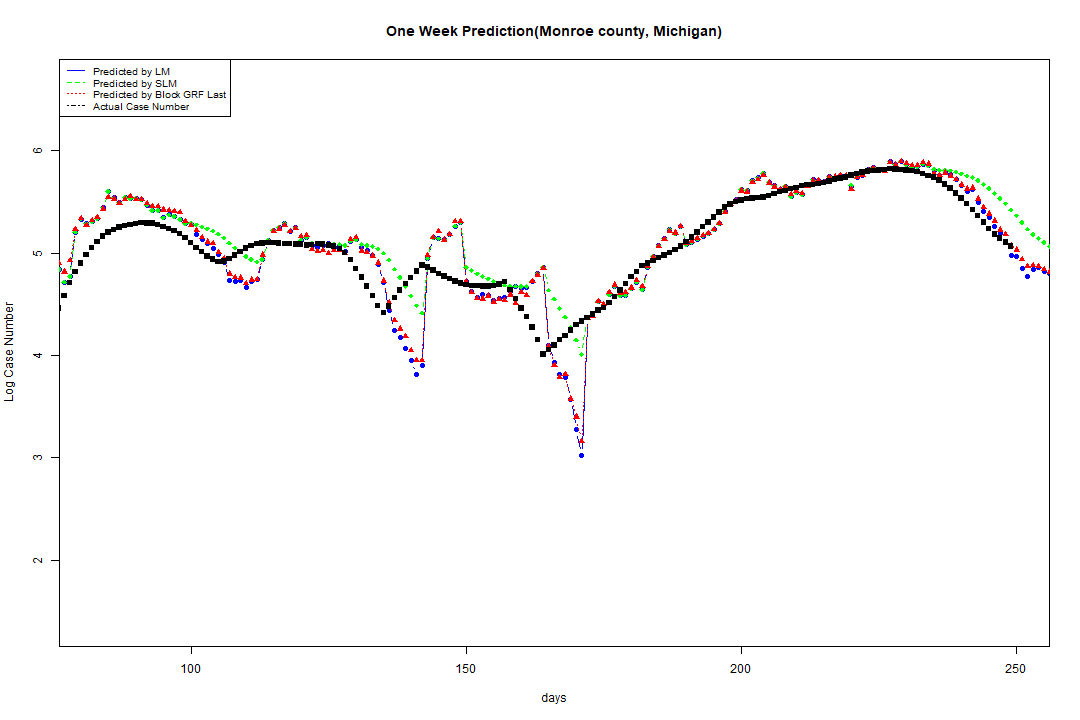 One Week Prediction(Monroe county, Michigan)
Predicted by LM
Predicted by SLM
Predicted by Block GRF Last
Actual Case Number
6
5
4
3
2
Log Case Number
100 150 200 250
days